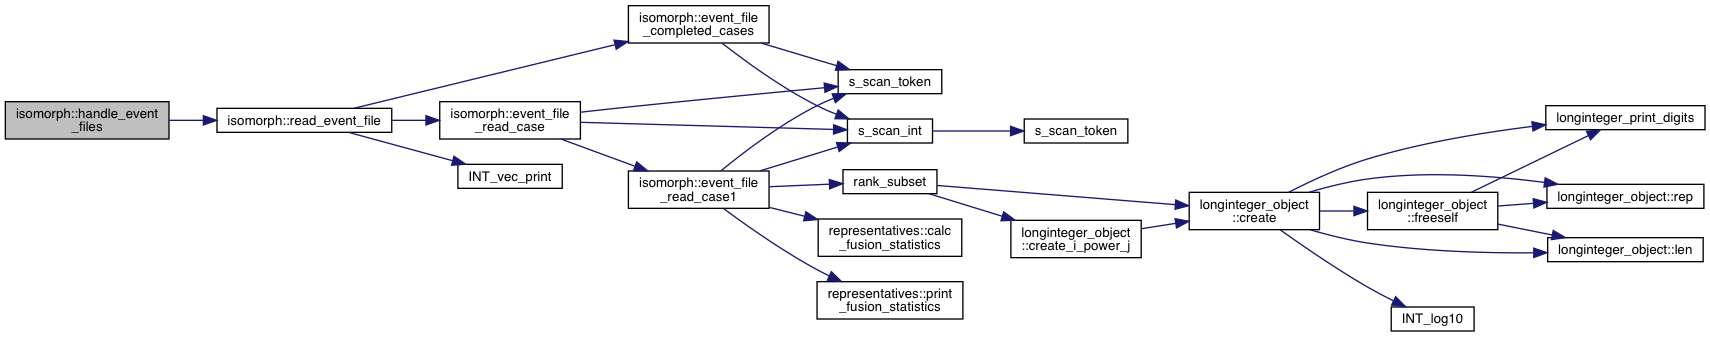 isomorph::handle_event
_files
isomorph::read_event_file
isomorph::event_file
_completed_cases
isomorph::event_file
_read_case
INT_vec_print
isomorph::event_file
_read_case1
s_scan_token
s_scan_int
s_scan_token
rank_subset
representatives::calc
_fusion_statistics
representatives::print
_fusion_statistics
longinteger_object
::create_i_power_j
longinteger_object
::create
longinteger_object
::freeself
longinteger_print_digits
longinteger_object::rep
longinteger_object::len
INT_log10